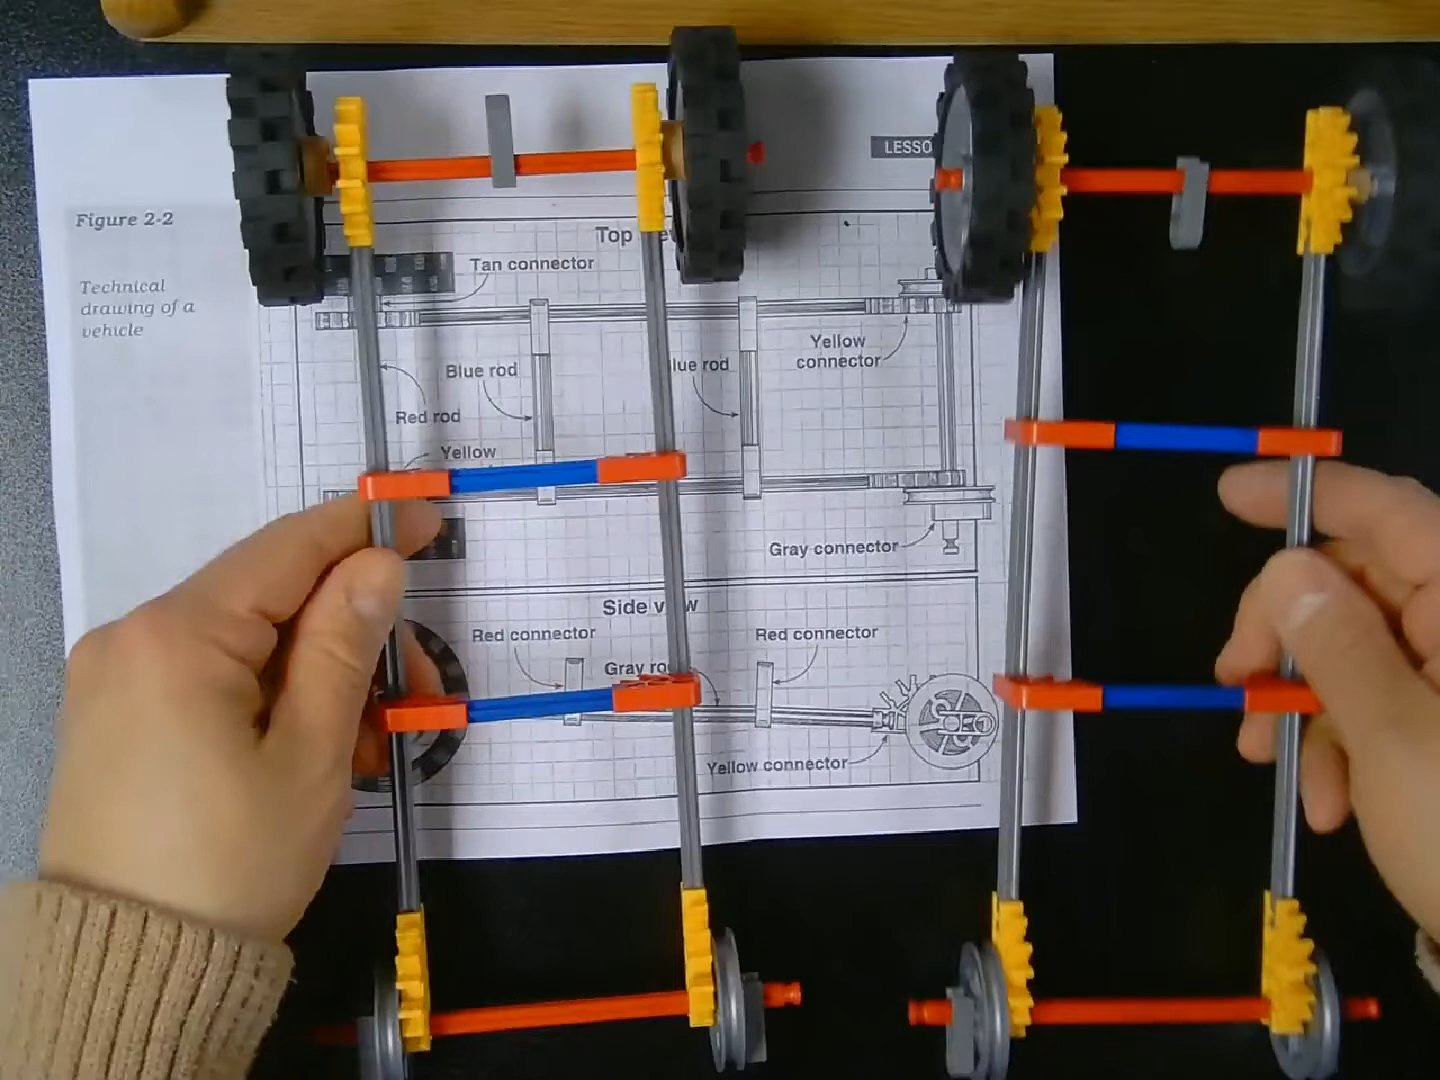 LESSO
Figure 2-2
Technical
drawing of a
vehicle
Top
Tan connector
Yellow
connector
Blue rod
lue rod
Red rod
Yellow
Gray connector
Side v w
Red connector
Red connector
Gray ro
Yellow connector